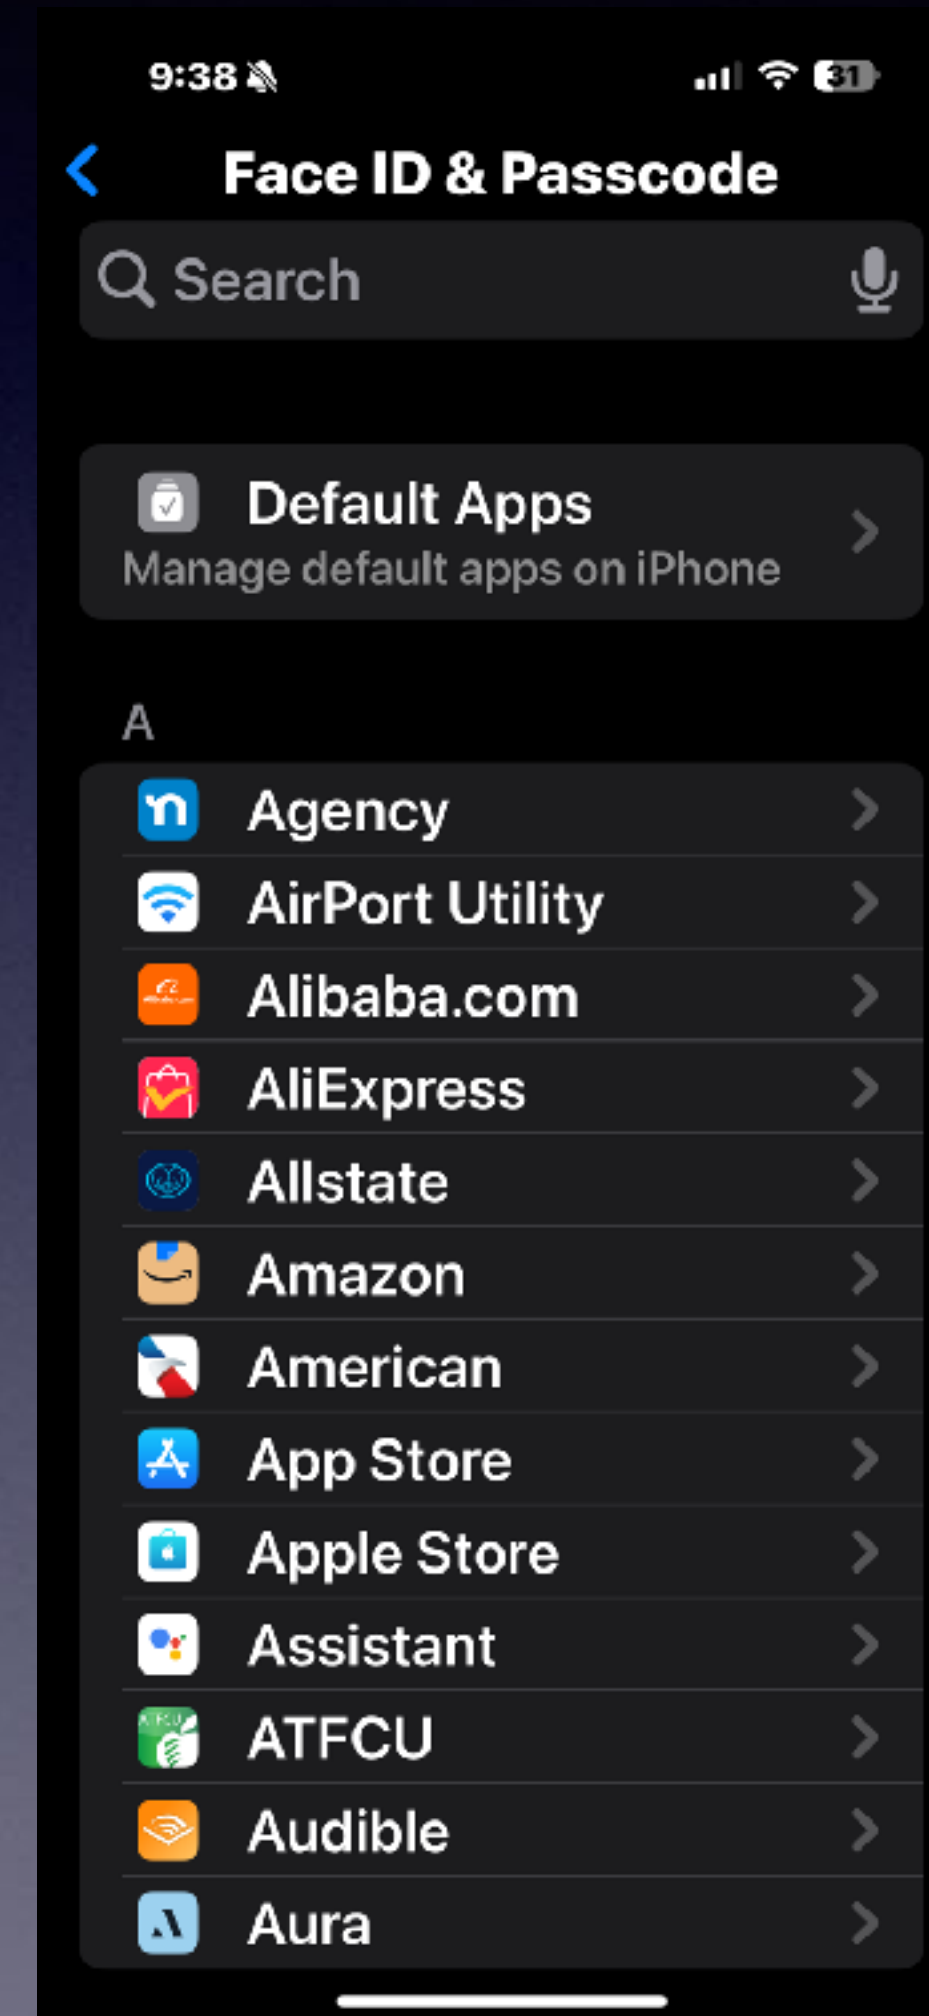 9:38
31
Face ID & Passcode
Search
Default Apps
Manage default apps on iPhone
A
Agency
AirPort Utility
Alibaba.com
AliExpress
Allstate
Amazon
American
App Store
Apple Store
Assistant
ATFCU
ATFCU
Audible
Aura